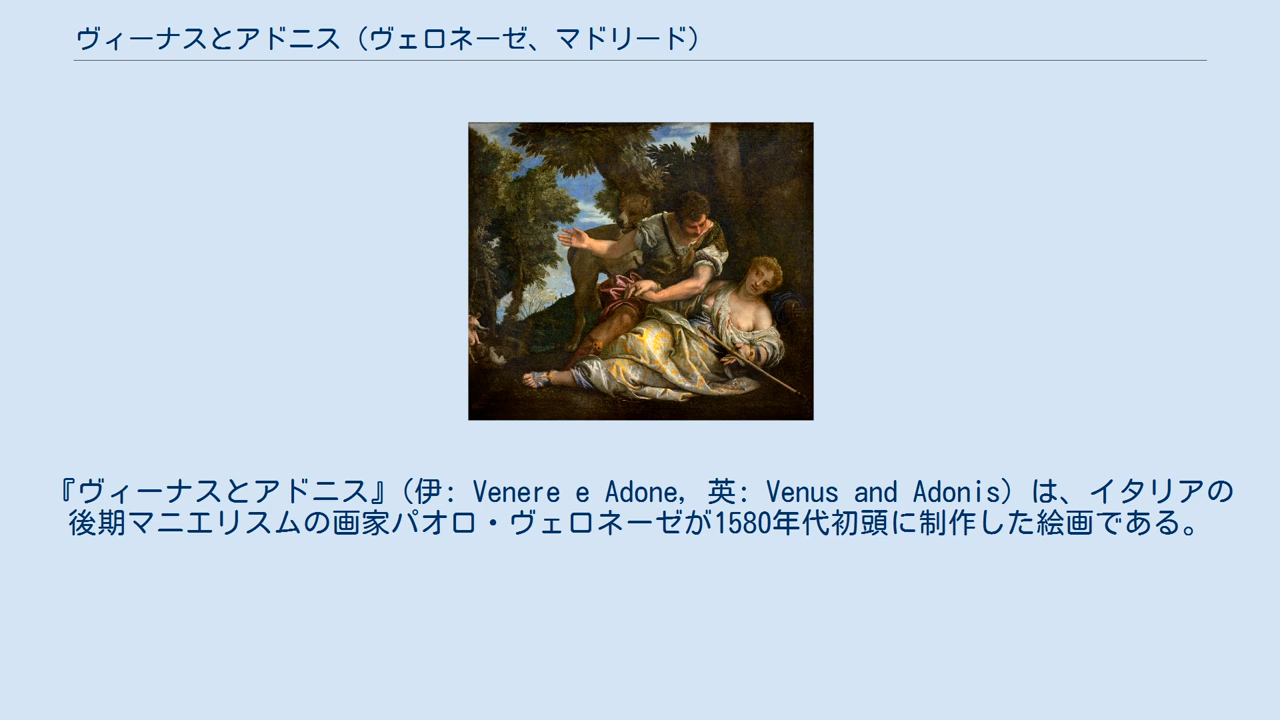 ヴィーナスとアドニス（ヴェロネーゼ、マドリード）
『ヴィーナスとアドニス』（伊: Venere e Adone, 英: Venus and Adonis）は、イタリアの
後期マニエリスムの画家パオロ・ヴェロネーゼが1580年代初頭に制作した絵画である。